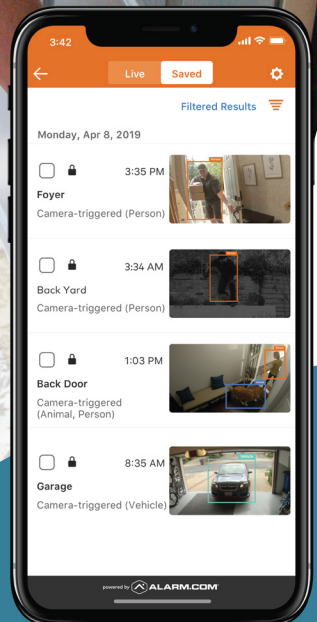 3:42
Live Saved
Filtered Results
Monday, Apr 8, 2019
3:35 PM
Foyer
Camera-triggered (Person)
3:34 AM
Back Yard
Camera-triggered (Person)
1:03 PM
Back Door
Camera-triggered
(Animal, Person)
8:35 AM
Garage
Camera-triggered (Vehicle)
Vehicle
powered by ALARM.COM